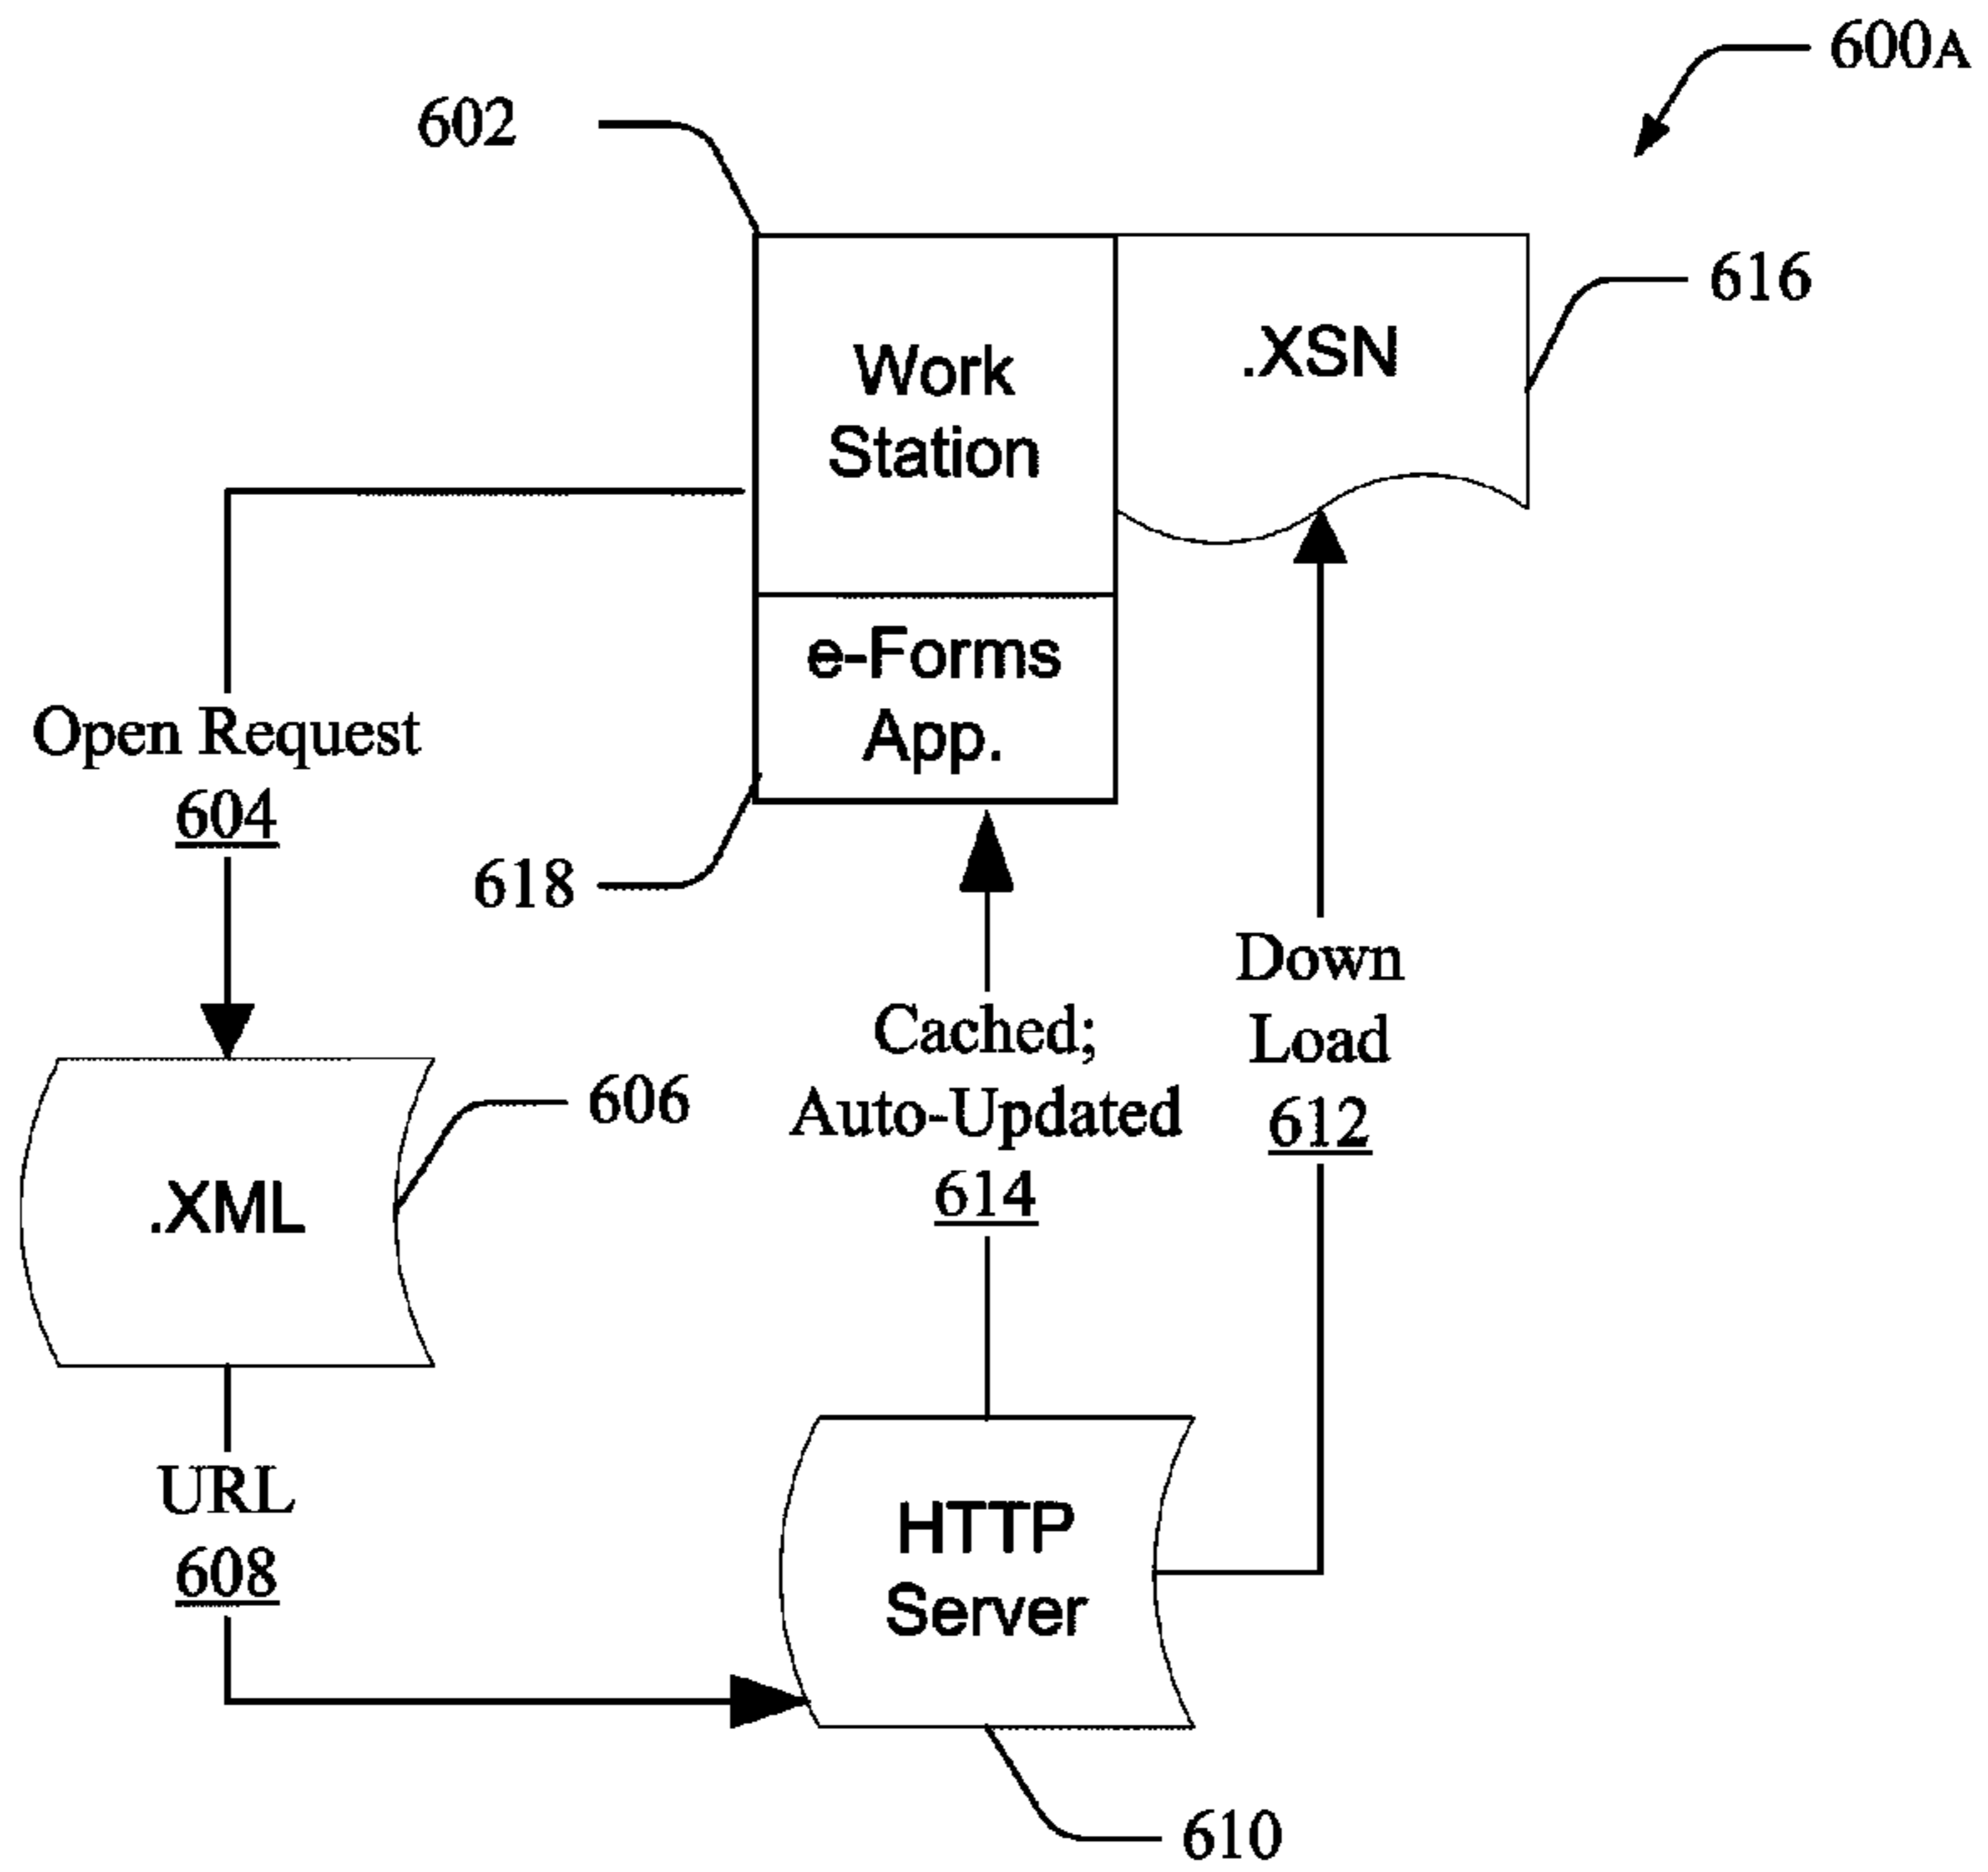 600A
602
616
Work
Station
.XSN
e-Forms
App.
Open Request
604
618
Down
Load
612
Cached;
Auto-Updated
614
606
.XML
URL
608
HTTP
Server
610